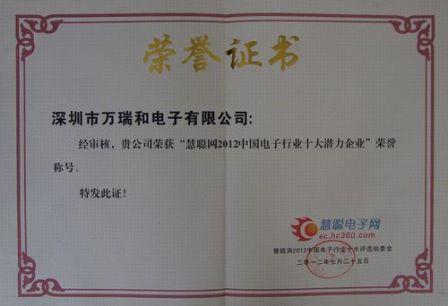 荣誉证书
深圳市万瑞和电子有限公司:
经审核，贵公司荣获“慧聪网2012中国电子行业十大潜力企业”荣誉
称号。
特发此证！
慧聪电子网
ec.hc360.com
慧聪网2012中国电子行业十大评选组委会
二零一二年七月二十五日